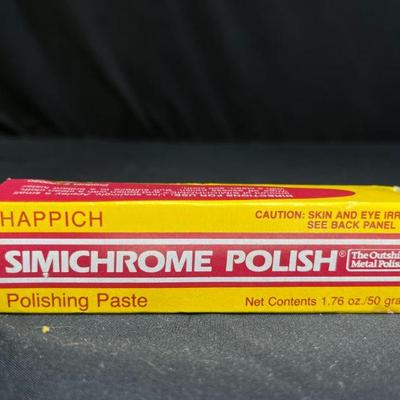 HAPPICH
CAUTION: SKIN AND EYE IRR
SEE BACK PANEL
SIMICHROME POLISH®
The Outshi
Metal Polis
Polishing Paste
Net Contents 1.76 oz./50 gra